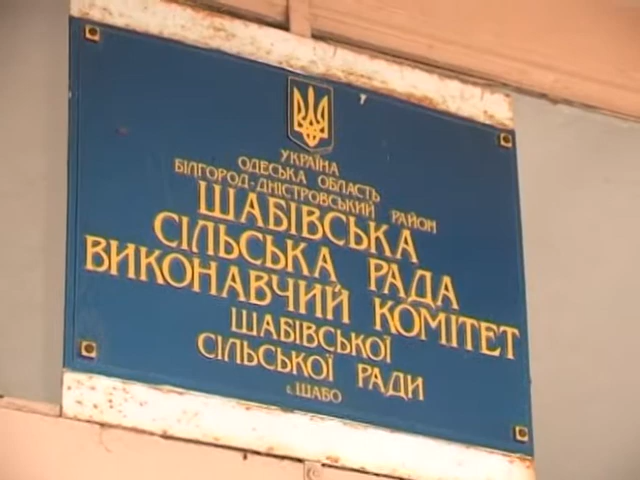 УКРАЇНА
ОДЕСЬКА ОБЛАСТЬ
БІЛГОРОД-ДНІСТРОВСЬКИЙ РАЙОН
ШАБІВСЬКА
СІЛЬСЬКА РАДА
ВИКОНАВЧИЙ КОМІТЕТ
ШАБІВСЬКОЇ
СІЛЬСЬКОЇ РАДИ
с. ШАБО